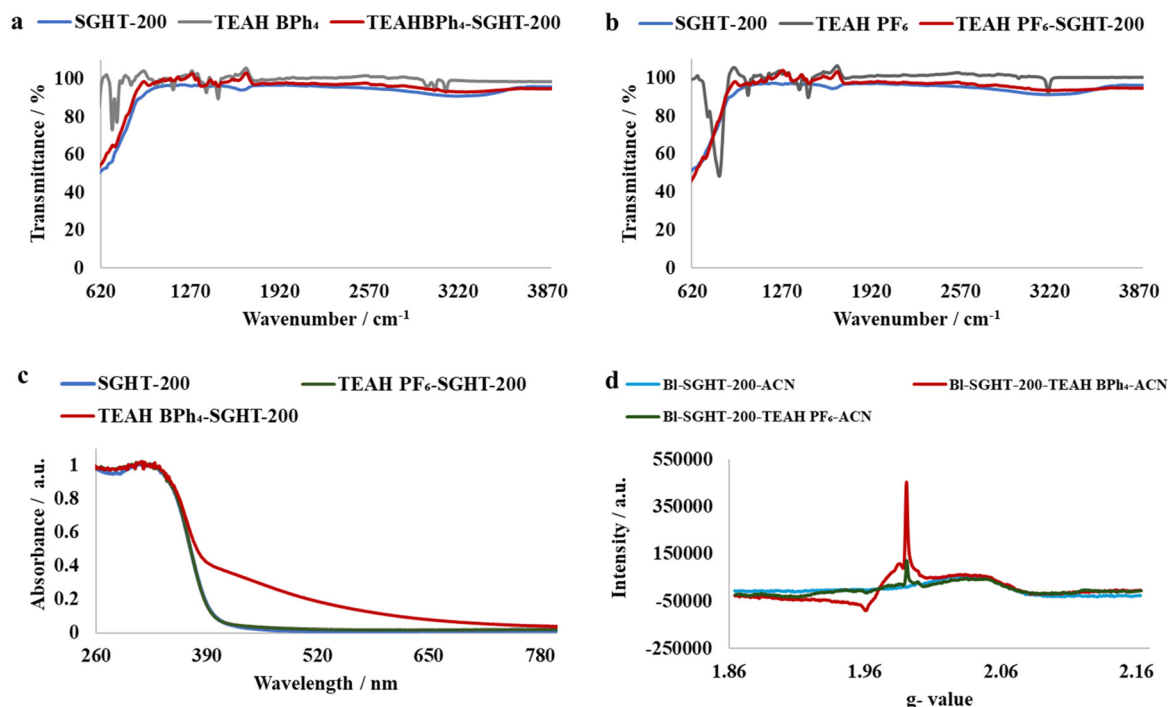 a
SGHT-200 TEAH BPh₄ TEAHBPh₄-SGHT-200
Transmittance / %
100
80
60
40
20
0
620 1270 1920 2570 3220 3870
Wavenumber / cm⁻¹
b
SGHT-200 TEAH PF₆ TEAH PF₆-SGHT-200
Transmittance / %
100
80
60
40
20
0
620 1270 1920 2570 3220 3870
Wavenumber / cm⁻¹
c
SGHT-200 TEAH PF₆-SGHT-200
TEAH BPh₄-SGHT-200
Absorbance / a.u.
1
0.8
0.6
0.4
0.2
0
260 390 520 650 780
Wavelength / nm
d
Bl-SGHT-200-ACN Bl-SGHT-200-TEAH BPh₄-ACN
Bl-SGHT-200-TEAH PF₆-ACN
Intensity / a.u.
550000
350000
150000
-50000
-250000
1.86 1.96 2.06 2.16
g- value